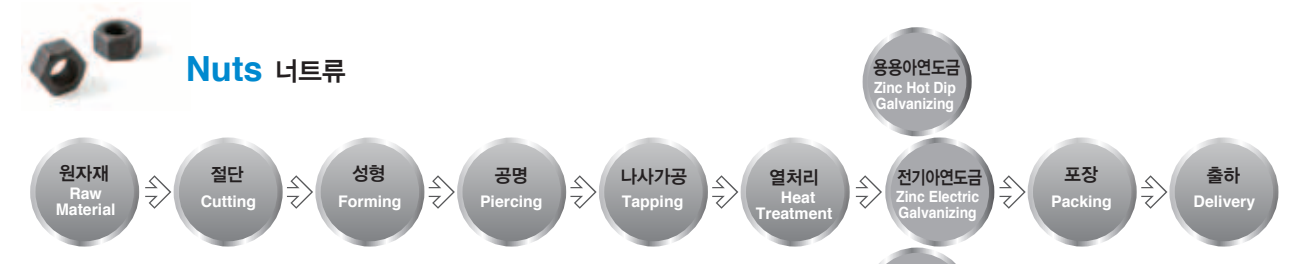 Nuts 너트류
용융아연도금
Zinc Hot Dip
Galvanizing
원자재
Raw
Material
절단
Cutting
성형
Forming
공명
Piercing
나사가공
Tapping
열처리
Heat
Treatment
전기아연도금
Zinc Electric
Galvanizing
포장
Packing
출하
Delivery